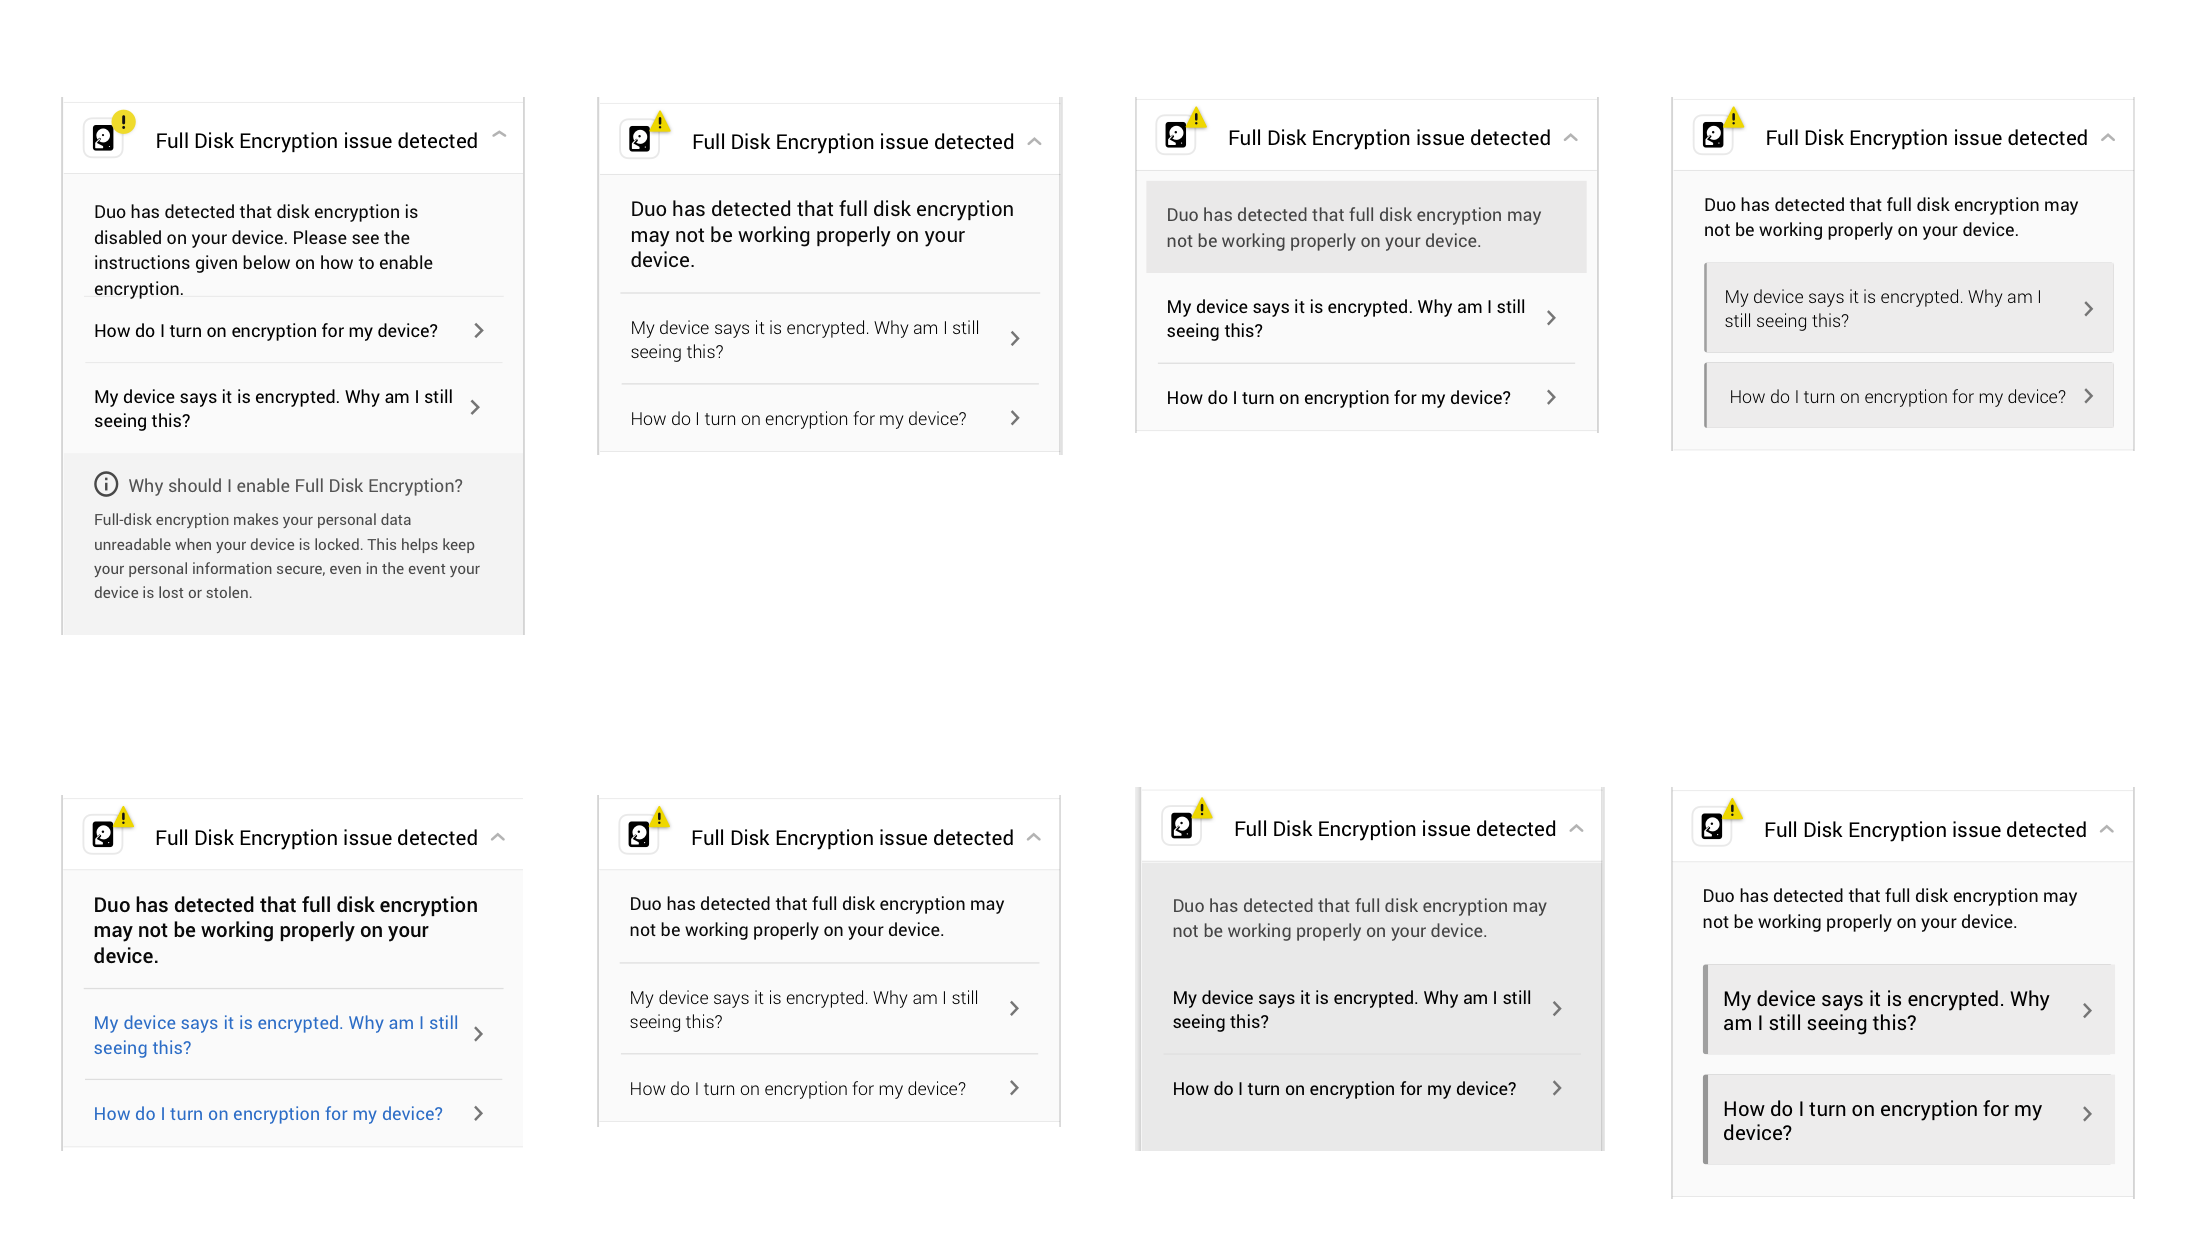 Full Disk Encryption issue detected
Duo has detected that disk encryption is
disabled on your device. Please see the
instructions given below on how to enable
encryption.
How do I turn on encryption for my device?
My device says it is encrypted. Why am I still
seeing this?
Why should I enable Full Disk Encryption?
Full-disk encryption makes your personal data
unreadable when your device is locked. This helps keep
your personal information secure, even in the event your
device is lost or stolen.
Full Disk Encryption issue detected
Duo has detected that full disk encryption
may not be working properly on your
device.
My device says it is encrypted. Why am I still
seeing this?
How do I turn on encryption for my device?
Full Disk Encryption issue detected
Duo has detected that full disk encryption may
not be working properly on your device.
My device says it is encrypted. Why am I still
seeing this?
How do I turn on encryption for my device?
Full Disk Encryption issue detected
Duo has detected that full disk encryption may
not be working properly on your device.
My device says it is encrypted. Why am I
still seeing this?
How do I turn on encryption for my device?
Full Disk Encryption issue detected
Duo has detected that full disk encryption
may not be working properly on your
device.
My device says it is encrypted. Why am I still
seeing this?
How do I turn on encryption for my device?
Full Disk Encryption issue detected
Duo has detected that full disk encryption may
not be working properly on your device.
My device says it is encrypted. Why am I still
seeing this?
How do I turn on encryption for my device?
Full Disk Encryption issue detected
Duo has detected that full disk encryption may
not be working properly on your device.
My device says it is encrypted. Why am I still
seeing this?
How do I turn on encryption for my device?
Full Disk Encryption issue detected
Duo has detected that full disk encryption may
not be working properly on your device.
My device says it is encrypted. Why
am I still seeing this?
How do I turn on encryption for my
device?